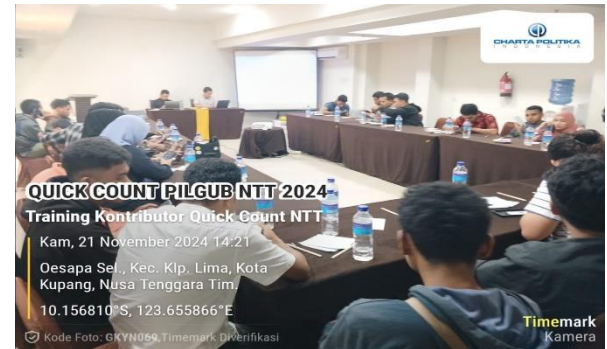 CHARTA POLITIKA
INDONESIA
QUICK COUNT PILGUB NTT 2024
Training Kontributor Quick Count NTT
Kam, 21 November 2024 14:21
Oesapa Sel., Kec. Klp. Lima, Kota
Kupang, Nusa Tenggara Tim.
10.156810°S, 123.655866°E
Timemark
Kamera
Kode Foto: GKYN069,Timemark Diverifikasi